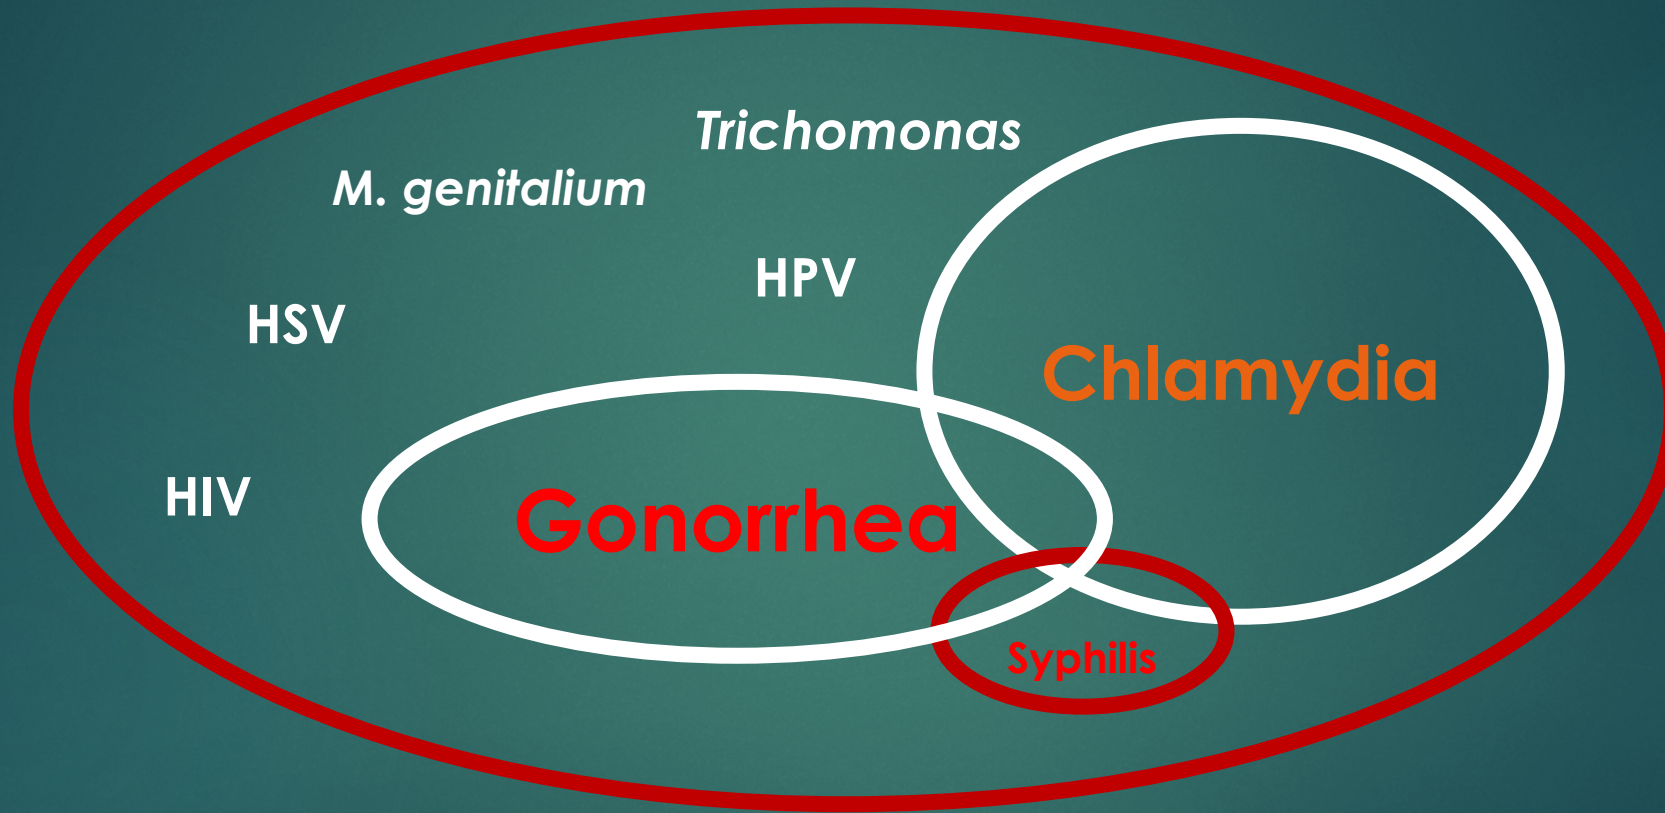 Trichomonas
M. genitalium
HPV
HSV
Chlamydia
HIV
Gonorrhea
Syphilis